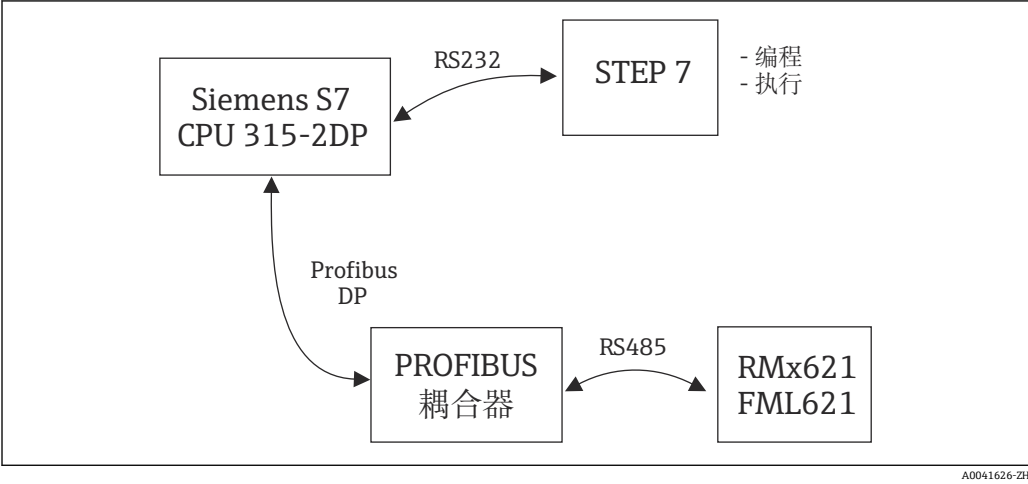 RS232
STEP 7
- 编程
- 执行
Siemens S7
CPU 315-2DP
Profibus
DP
PROFIBUS
耦合器
RS485
RMx621
FML621
A0041626-ZH